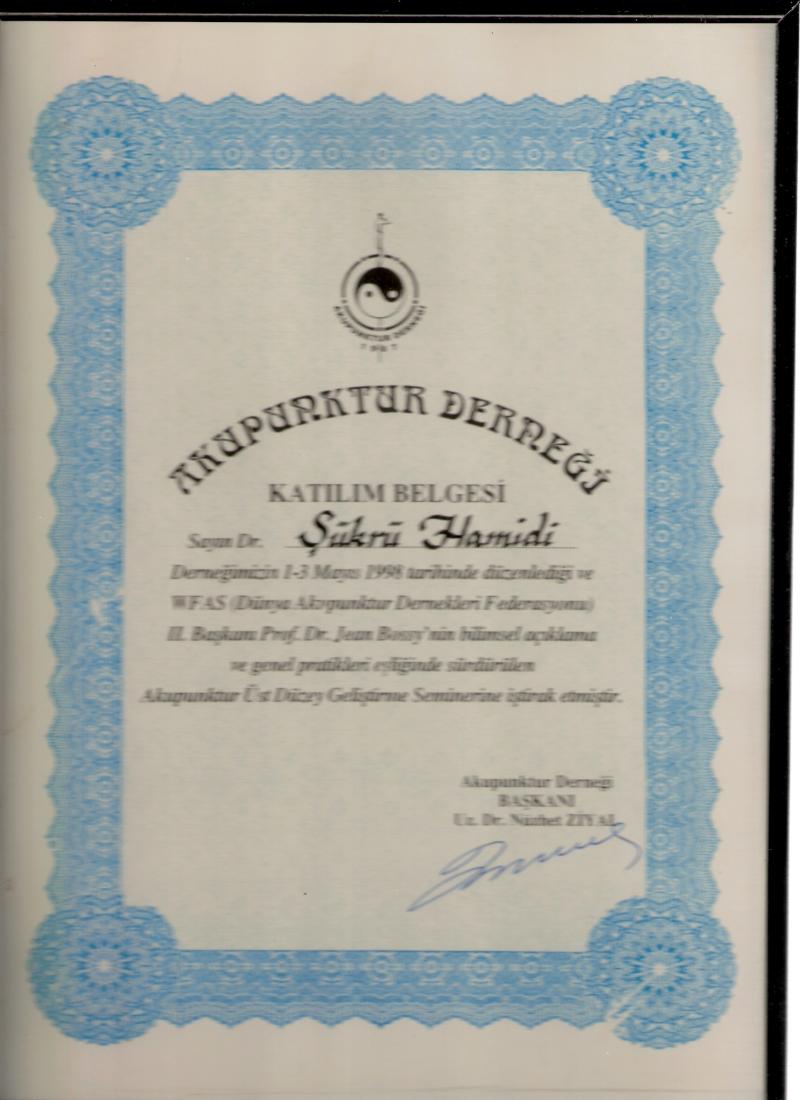 AKUPUNKTUR DERNEĞİ
AKUPUNKTUR DERNEĞİ
KATILIM BELGESİ
Sayın Dr. Şükrü Hamidi
Derneğimizin 1-3 Mayıs 1998 tarihinde düzenlediği ve
WFAS (Dünya Akupunktur Dernekleri Federasyonu)
II. Başkanı Prof. Dr. Jean Bossy'nin bilimsel açıklama
ve genel pratikleri eşliğinde sürdürülen
Akupunktur Üst Düzey Geliştirme Seminerine iştirak etmiştir.
Akupunktur Derneği
BAŞKANI
Uz. Dr. Nüzhet ZİYAL